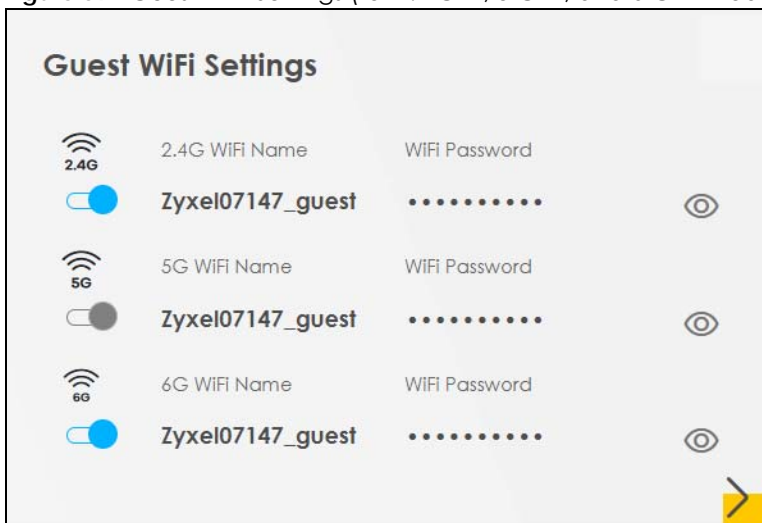 Guest WiFi Settings
2.4G WiFi Name WiFi Password
2.4G
Zyxel07147_guest ••••••••••
5G WiFi Name WiFi Password
5G
Zyxel07147_guest ••••••••••
6G WiFi Name WiFi Password
6G
Zyxel07147_guest ••••••••••